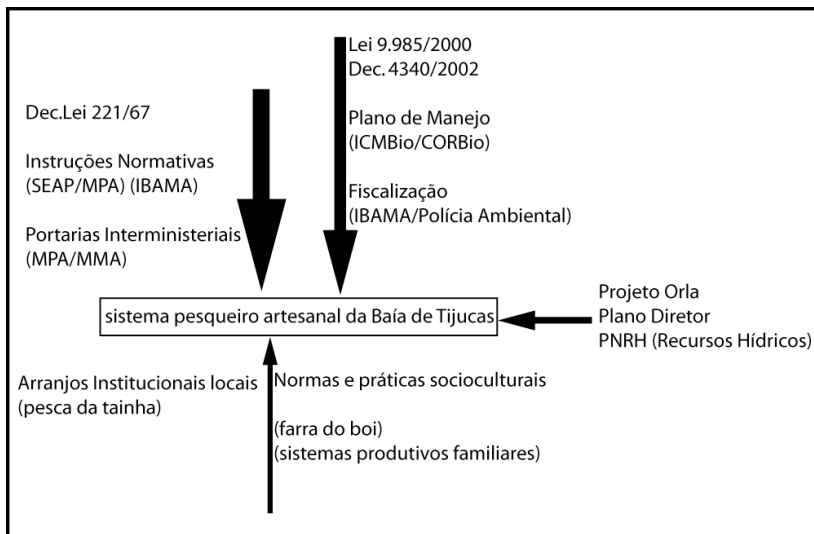 Lei 9.985/2000
Dec. 4340/2002
Plano de Manejo
(ICMBio/CORBio)
Fiscalização
(IBAMA/Polícia Ambiental)
Dec.Lei 221/67
Instruções Normativas
(SEAP/MPA) (IBAMA)
Portarias Interministeriais
(MPA/MMA)
sistema pesqueiro artesanal da Baía de Tijucas
Projeto Orla
Plano Diretor
PNRH (Recursos Hídricos)
Arranjos Institucionais locais
(pesca da tainha)
Normas e práticas socioculturais
(farra do boi)
(sistemas produtivos familiares)